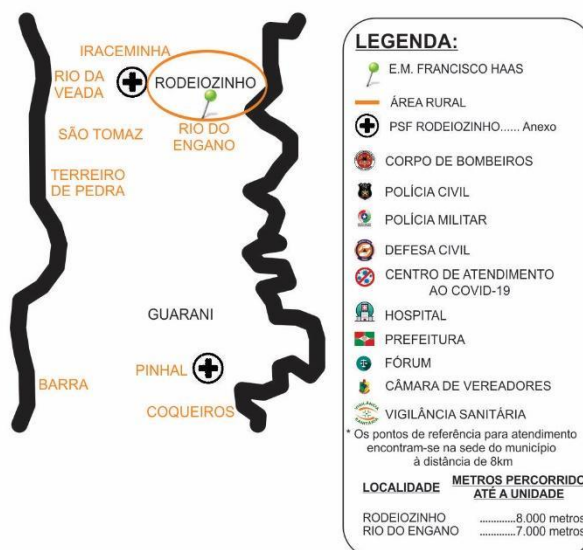 IRACEMINHA
RIO DA
VEADA
RODEIOZINHO
RIO DO
ENGANO
SÃO TOMAZ
TERREIRO
DE PEDRA
GUARANI
PINHAL
BARRA
COQUEIROS
LEGENDA:
E.M. FRANCISCO HAAS
ÁREA RURAL
PSF RODEIOZINHO...... Anexo
CORPO DE BOMBEIROS
POLÍCIA CIVIL
POLÍCIA MILITAR
DEFESA CIVIL
CENTRO DE ATENDIMENTO
AO COVID-19
HOSPITAL
PREFEITURA
FÓRUM
CÂMARA DE VEREADORES
VIGILÂNCIA SANITÁRIA
* Os pontos de referência para atendimento
encontram-se na sede do município
à distância de 8km
LOCALIDADE METROS PERCORRIDO
ATÉ A UNIDADE
RODEIOZINHO .............8.000 metros
RIO DO ENGANO .............7.000 metros